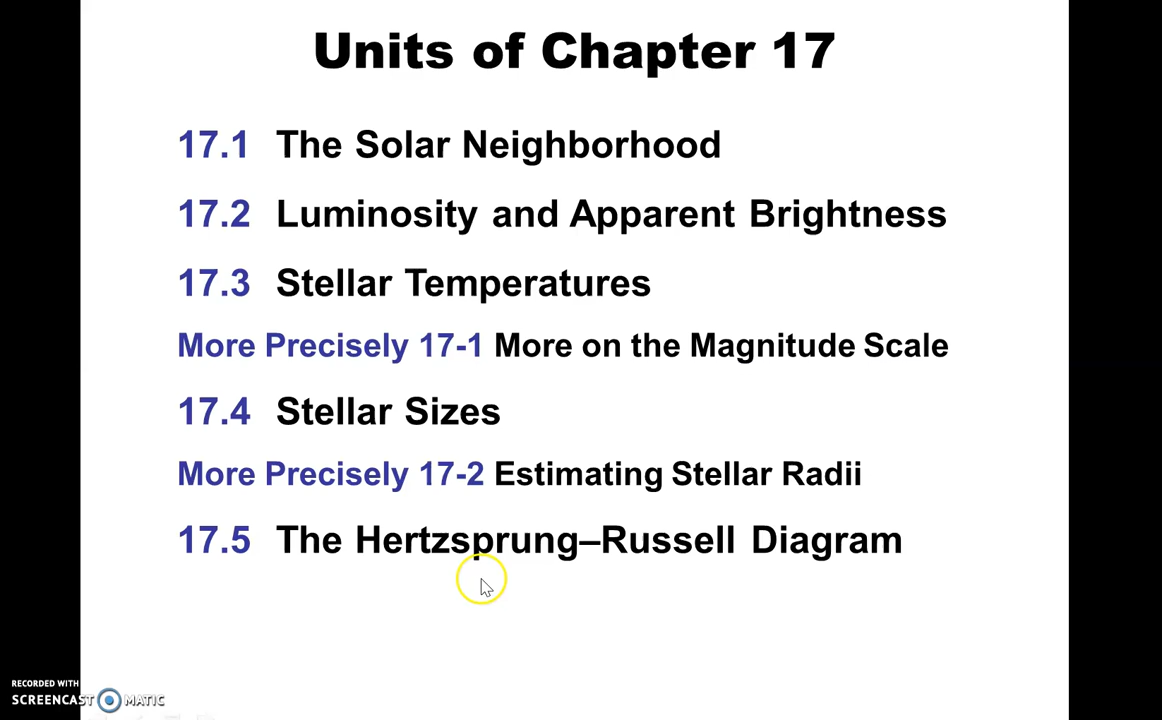 Units of Chapter 17
17.1 The Solar Neighborhood
17.2 Luminosity and Apparent Brightness
17.3 Stellar Temperatures
More Precisely 17-1 More on the Magnitude Scale
17.4 Stellar Sizes
More Precisely 17-2 Estimating Stellar Radii
17.5 The Hertzsprung–Russell Diagram
RECORDED WITH
SCREENCAST MATIC